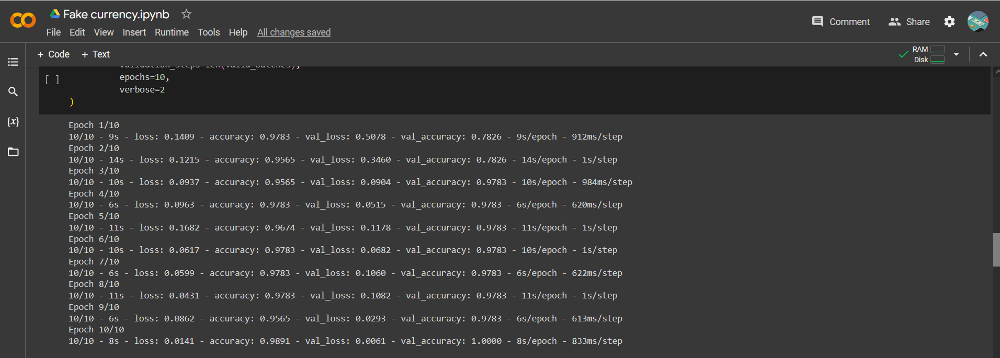 Fake currency.ipynb
File Edit View Insert Runtime Tools Help All changes saved
Comment Share
+ Code + Text
RAM
Disk
validation_steps=len(valid_batches),
[ ] epochs=10,
verbose=2
)
{x}
Epoch 1/10
10/10 - 9s - loss: 0.1409 - accuracy: 0.9783 - val_loss: 0.5078 - val_accuracy: 0.7826 - 9s/epoch - 912ms/step
Epoch 2/10
10/10 - 14s - loss: 0.1215 - accuracy: 0.9565 - val_loss: 0.3460 - val_accuracy: 0.7826 - 14s/epoch - 1s/step
Epoch 3/10
10/10 - 10s - loss: 0.0937 - accuracy: 0.9565 - val_loss: 0.0904 - val_accuracy: 0.9783 - 10s/epoch - 984ms/step
Epoch 4/10
10/10 - 6s - loss: 0.0963 - accuracy: 0.9783 - val_loss: 0.0515 - val_accuracy: 0.9783 - 6s/epoch - 620ms/step
Epoch 5/10
10/10 - 11s - loss: 0.1682 - accuracy: 0.9674 - val_loss: 0.1178 - val_accuracy: 0.9783 - 11s/epoch - 1s/step
Epoch 6/10
10/10 - 10s - loss: 0.0617 - accuracy: 0.9783 - val_loss: 0.0682 - val_accuracy: 0.9783 - 10s/epoch - 1s/step
Epoch 7/10
10/10 - 6s - loss: 0.0599 - accuracy: 0.9783 - val_loss: 0.1060 - val_accuracy: 0.9783 - 6s/epoch - 622ms/step
Epoch 8/10
10/10 - 11s - loss: 0.0431 - accuracy: 0.9783 - val_loss: 0.1082 - val_accuracy: 0.9783 - 11s/epoch - 1s/step
Epoch 9/10
10/10 - 6s - loss: 0.0862 - accuracy: 0.9565 - val_loss: 0.0293 - val_accuracy: 0.9783 - 6s/epoch - 613ms/step
Epoch 10/10
10/10 - 8s - loss: 0.0141 - accuracy: 0.9891 - val_loss: 0.0061 - val_accuracy: 1.0000 - 8s/epoch - 833ms/step